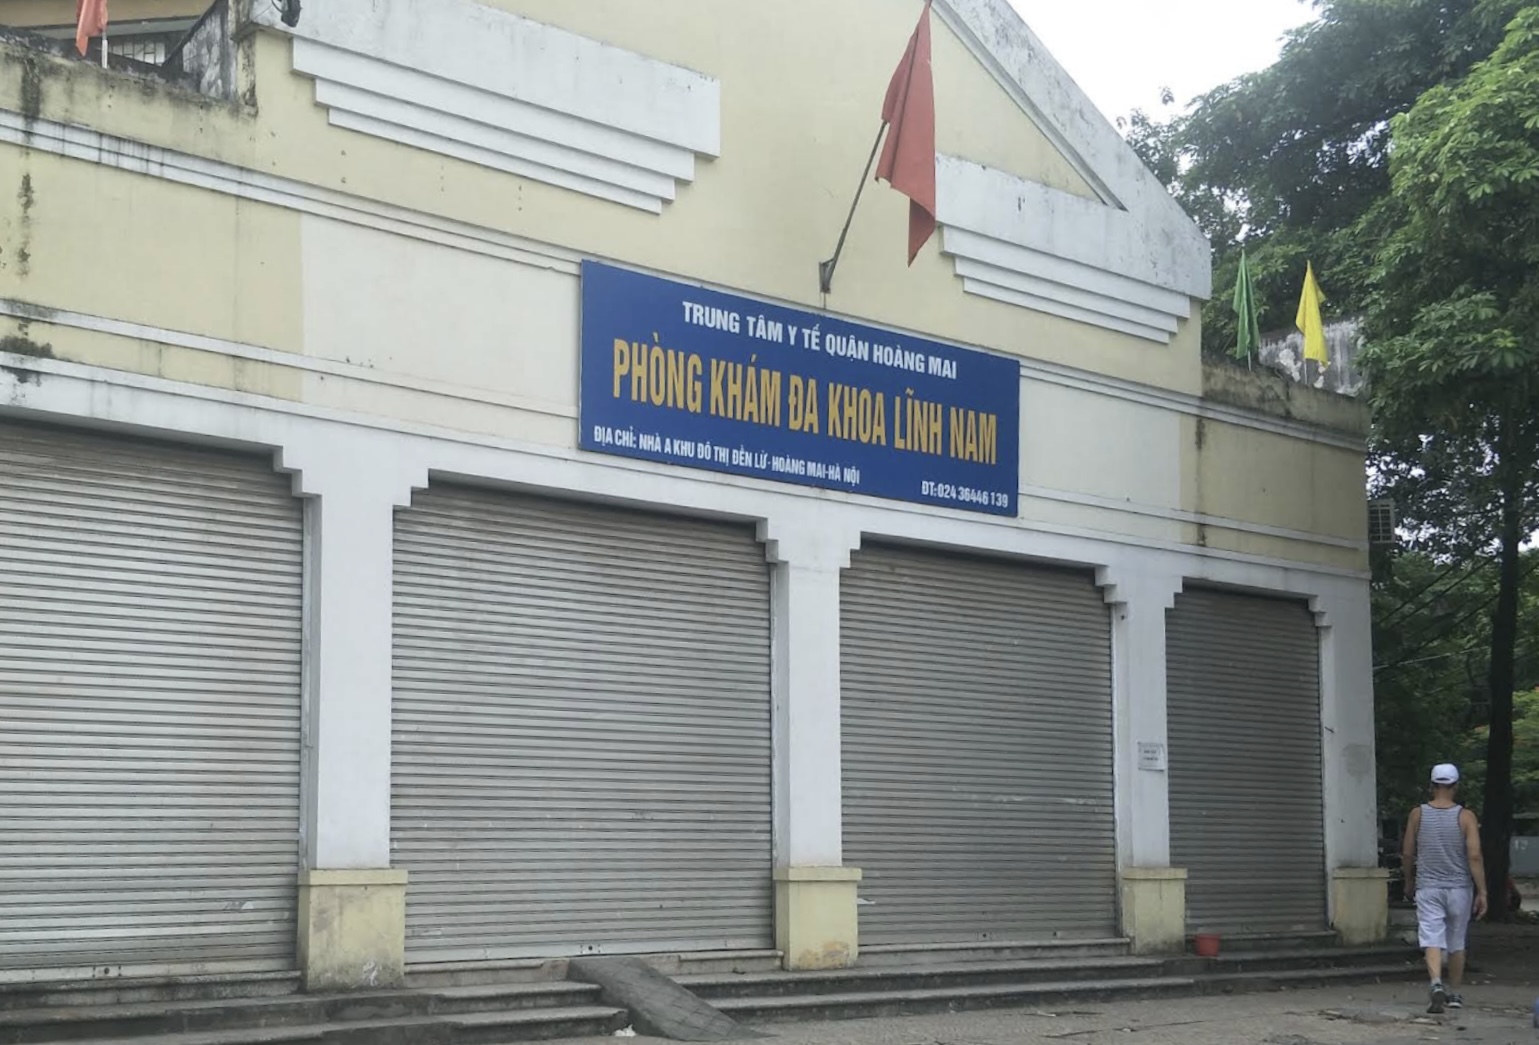 TRUNG TÂM Y TẾ QUẬN HOÀNG MAI
PHÒNG KHÁM ĐA KHOA LĨNH NAM
ĐỊA CHỈ: NHÀ A KHU ĐÔ THỊ ĐỀN LỪ - HOÀNG MAI-HÀ NỘI
ĐT: 024 36446 139